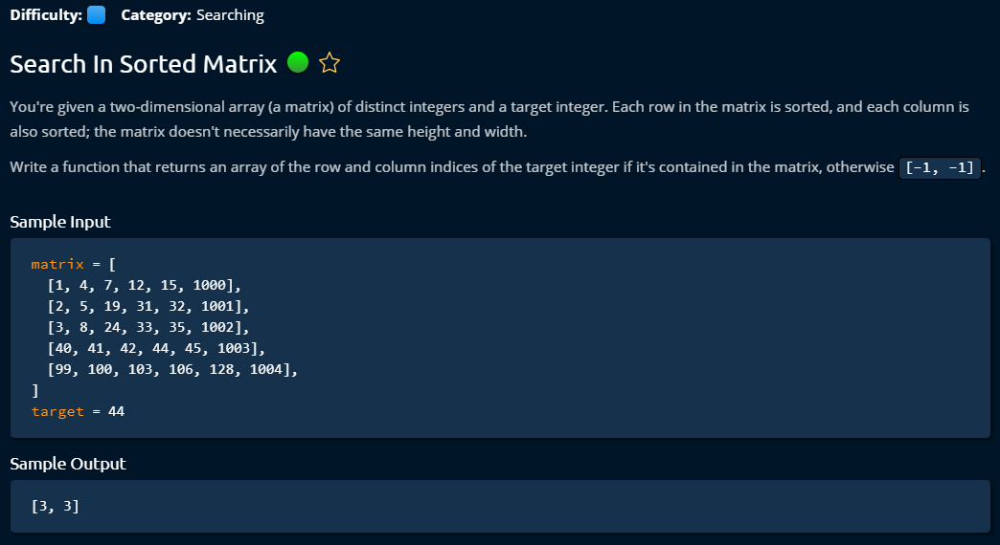 Difficulty: Category: Searching
Search In Sorted Matrix
You're given a two-dimensional array (a matrix) of distinct integers and a target integer. Each row in the matrix is sorted, and each column is
also sorted; the matrix doesn't necessarily have the same height and width.
Write a function that returns an array of the row and column indices of the target integer if it's contained in the matrix, otherwise [-1, -1] .
Sample Input
matrix = [
  [1, 4, 7, 12, 15, 1000],
  [2, 5, 19, 31, 32, 1001],
  [3, 8, 24, 33, 35, 1002],
  [40, 41, 42, 44, 45, 1003],
  [99, 100, 103, 106, 128, 1004],
]
target = 44
Sample Output
[3, 3]